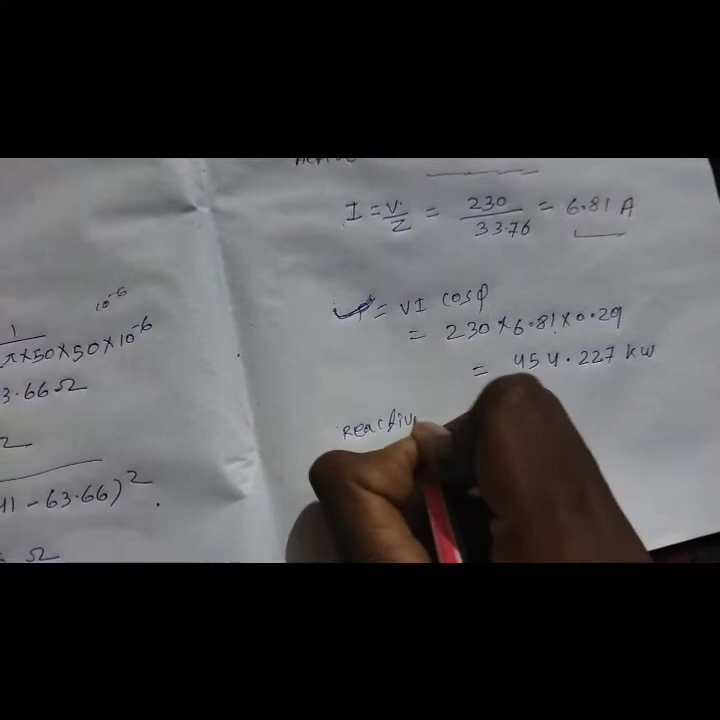 I = V/Z = 230/33.76 = 6.81 A
10^-6
1/π×50×50×10^-6
3.66 Ω
41 - 63.66)^2
Ω
= VI cosφ
= 230×6.81×0.29
= 454.227 kW
Reactiv